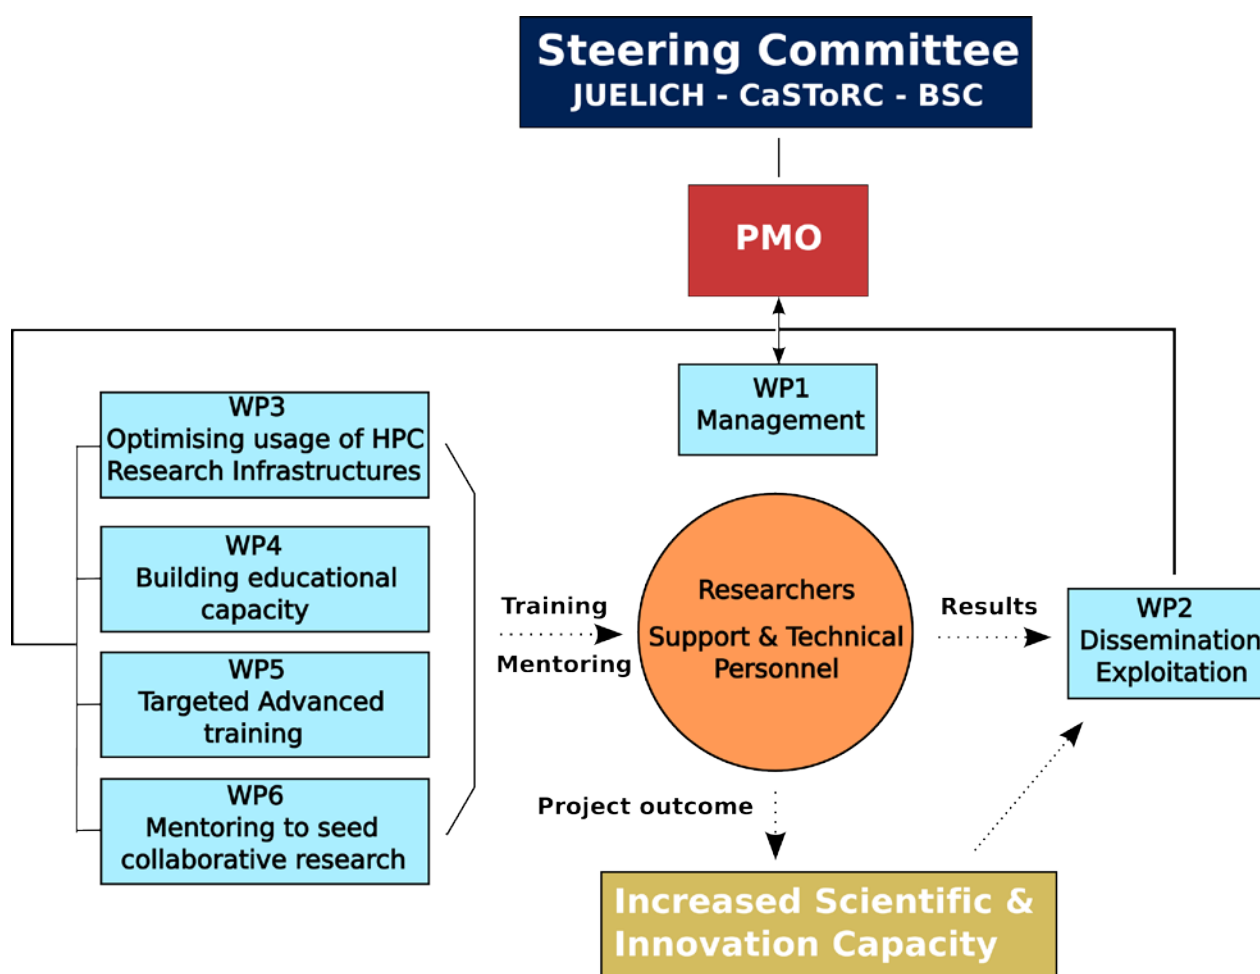 Steering Committee
JUELICH - CaSToRC - BSC
PMO
WP1
Management
WP3
Optimising usage of HPC
Research Infrastructures
WP4
Building educational
capacity
WP5
Targeted Advanced
training
WP6
Mentoring to seed
collaborative research
Training
Mentoring
Researchers
Support & Technical
Personnel
Results
WP2
Dissemination
Exploitation
Project outcome
Increased Scientific &
Innovation Capacity